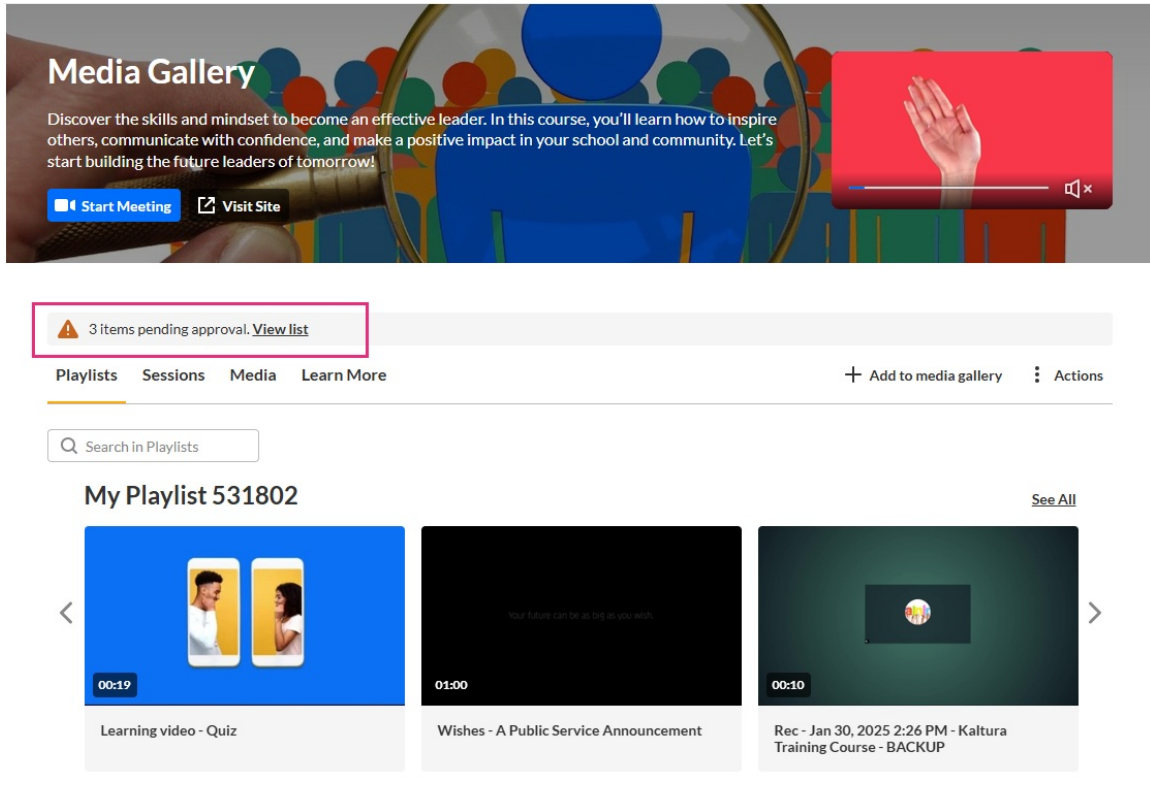 Media Gallery
Discover the skills and mindset to become an effective leader. In this course, you'll learn how to inspire
others, communicate with confidence, and make a positive impact in your school and community. Let's
start building the future leaders of tomorrow!
Start Meeting Visit Site
3 items pending approval. View list
Playlists Sessions Media Learn More + Add to media gallery Actions
Search in Playlists
My Playlist 531802 See All
Your future can be as big as you wish.
00:19 01:00 00:10
Learning video - Quiz Wishes - A Public Service Announcement Rec - Jan 30, 2025 2:26 PM - Kaltura
Training Course - BACKUP